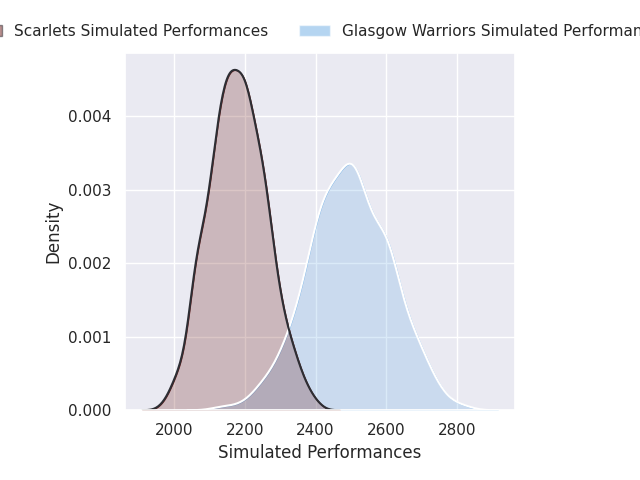 Scarlets Simulated Performances Glasgow Warriors Simulated Performan
0.004
0.003
0.002
0.001
0.000
Density
2000 2200 2400 2600 2800
Simulated Performances